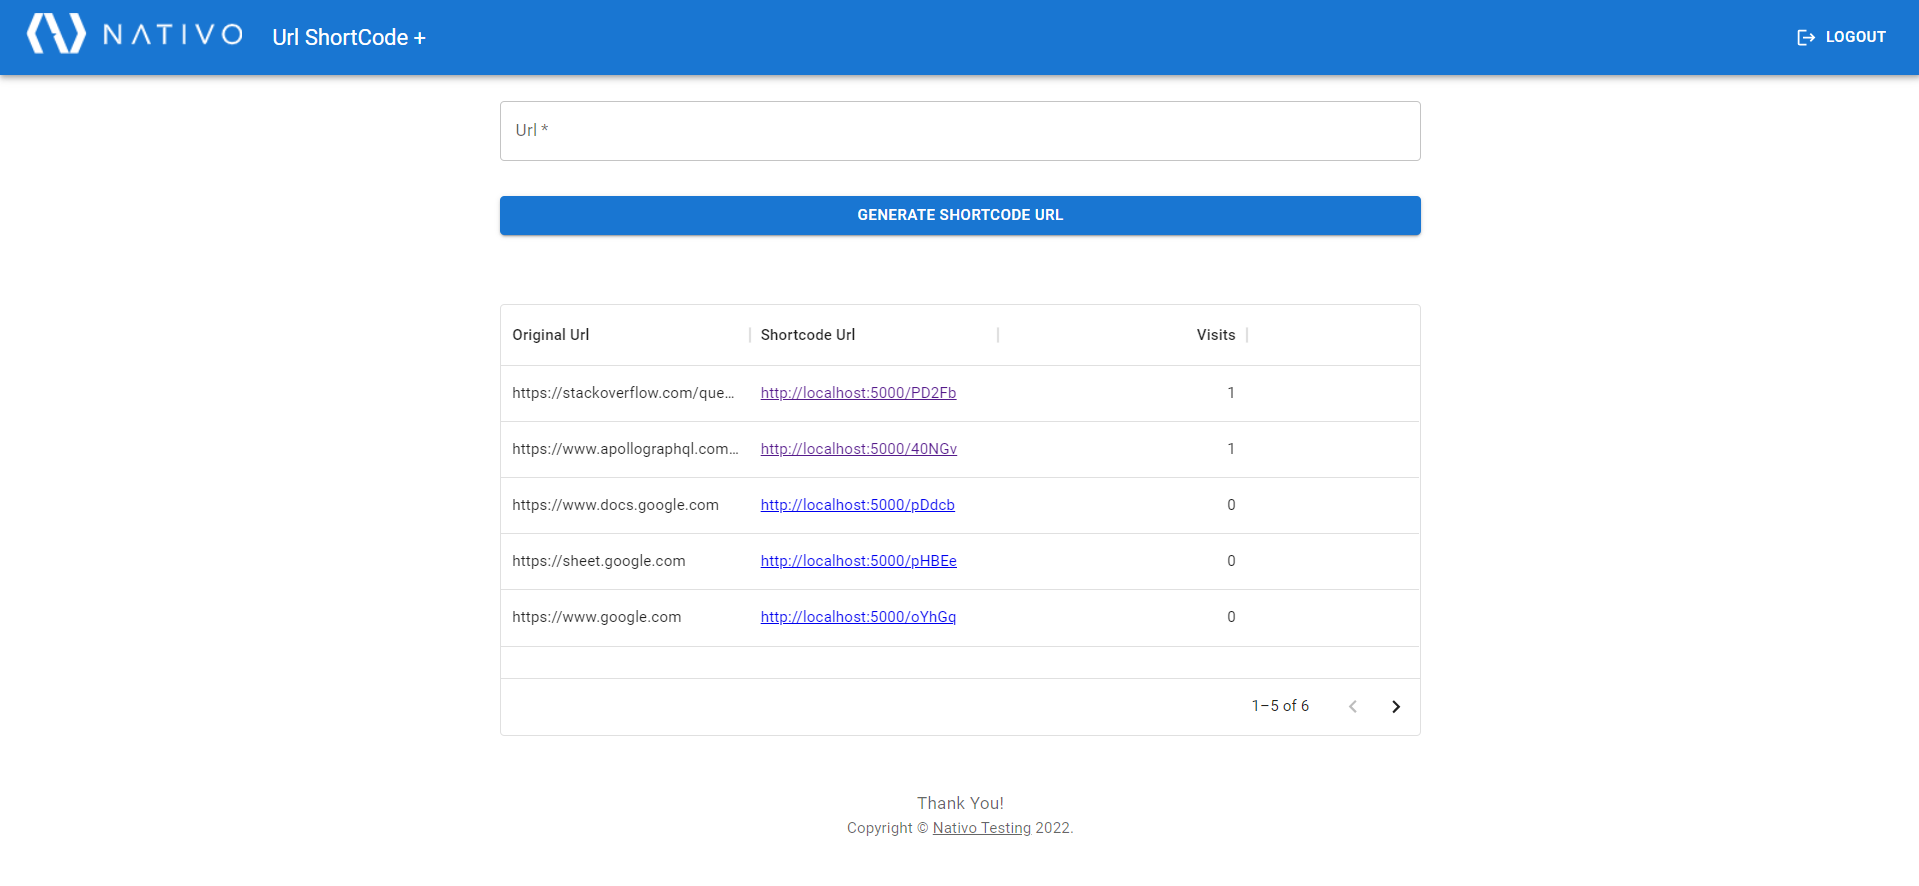 NATIVO Url ShortCode + LOGOUT
Url *
GENERATE SHORTCODE URL
Original Url Shortcode Url Visits
https://stackoverflow.com/que... http://localhost:5000/PD2Fb 1
https://www.apollographql.com... http://localhost:5000/40NGv 1
https://www.docs.google.com http://localhost:5000/pDdcb 0
https://sheet.google.com http://localhost:5000/pHBEe 0
https://www.google.com http://localhost:5000/oYhGq 0
1–5 of 6
Thank You!
Copyright © Nativo Testing 2022.